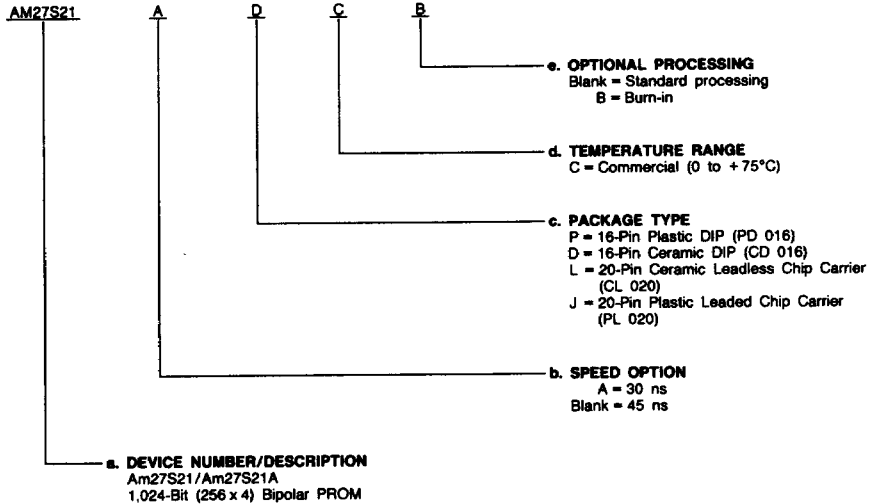 AM27S21 A D C B
e. OPTIONAL PROCESSING
Blank = Standard processing
B = Burn-in
d. TEMPERATURE RANGE
C = Commercial (0 to +75°C)
c. PACKAGE TYPE
P = 16-Pin Plastic DIP (PD 016)
D = 16-Pin Ceramic DIP (CD 016)
L = 20-Pin Ceramic Leadless Chip Carrier
(CL 020)
J = 20-Pin Plastic Leaded Chip Carrier
(PL 020)
b. SPEED OPTION
A = 30 ns
Blank = 45 ns
a. DEVICE NUMBER/DESCRIPTION
Am27S21/Am27S21A
1,024-Bit (256 x 4) Bipolar PROM